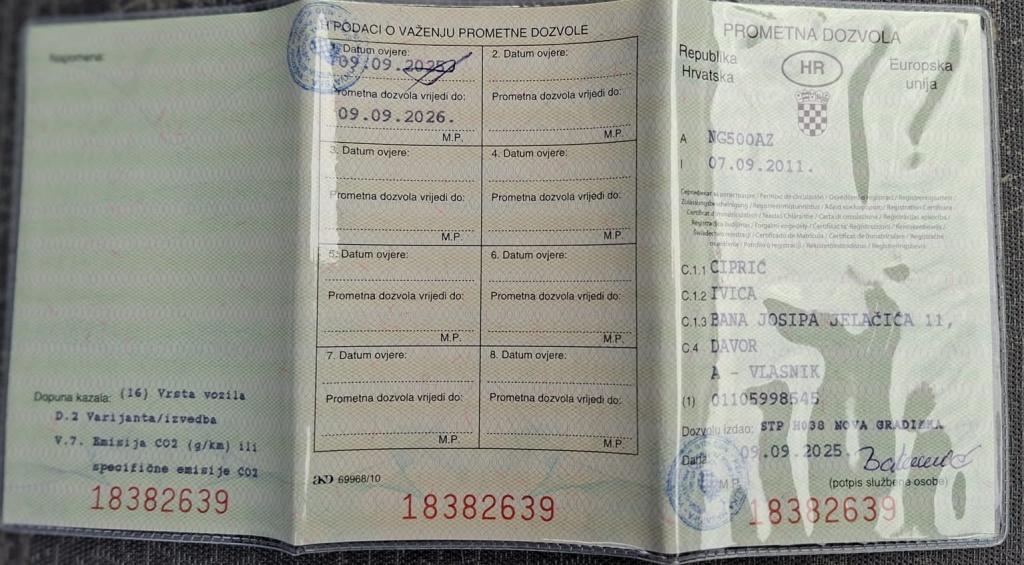 Napomena:
Dopuna kazala: (16) Vrsta vozila
D.2 Varijanta/izvedba
V.7. Emisija CO2 (g/km) ili
specifične emisije CO2
18382639
H PODACI O VAŽENJU PROMETNE DOZVOLE
1. Datum ovjere:
09.09.2025.
Prometna dozvola vrijedi do:
09.09.2026.
M.P.
2. Datum ovjere:
Prometna dozvola vrijedi do:
M.P.
3. Datum ovjere:
Prometna dozvola vrijedi do:
M.P.
4. Datum ovjere:
Prometna dozvola vrijedi do:
M.P.
5. Datum ovjere:
Prometna dozvola vrijedi do:
M.P.
6. Datum ovjere:
Prometna dozvola vrijedi do:
M.P.
7. Datum ovjere:
Prometna dozvola vrijedi do:
M.P.
8. Datum ovjere:
Prometna dozvola vrijedi do:
M.P.
69968/10
18382639
PROMETNA DOZVOLA
Republika
Hrvatska
HR
Europska
unija
A NG500AZ
I 07.09.2011.
C.1.1 CIPRIĆ
C.1.2 IVICA
C.1.3 BANA JOSIPA JELAČIĆA 11,
C.4 DAVOR
A - VLASNIK
(1) 01105998545
Dozvolu izdao: STP H038 NOVA GRADIŠKA
Datum 09.09.2025.
M.P.
(potpis službene osobe)
18382639